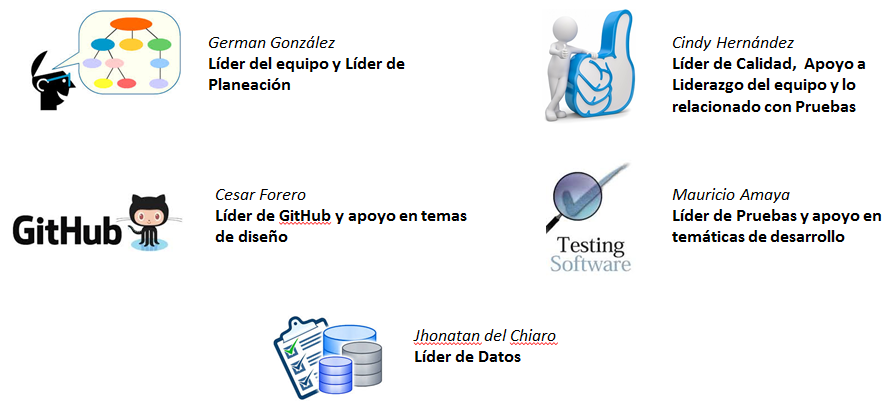 German González
Líder del equipo y Líder de
Planeación
Cindy Hernández
Líder de Calidad, Apoyo a
Liderazgo del equipo y lo
relacionado con Pruebas
GitHub
Cesar Forero
Líder de GitHub y apoyo en temas
de diseño
Testing
Software
Mauricio Amaya
Líder de Pruebas y apoyo en
temáticas de desarrollo
Jhonatan del Chiaro
Líder de Datos